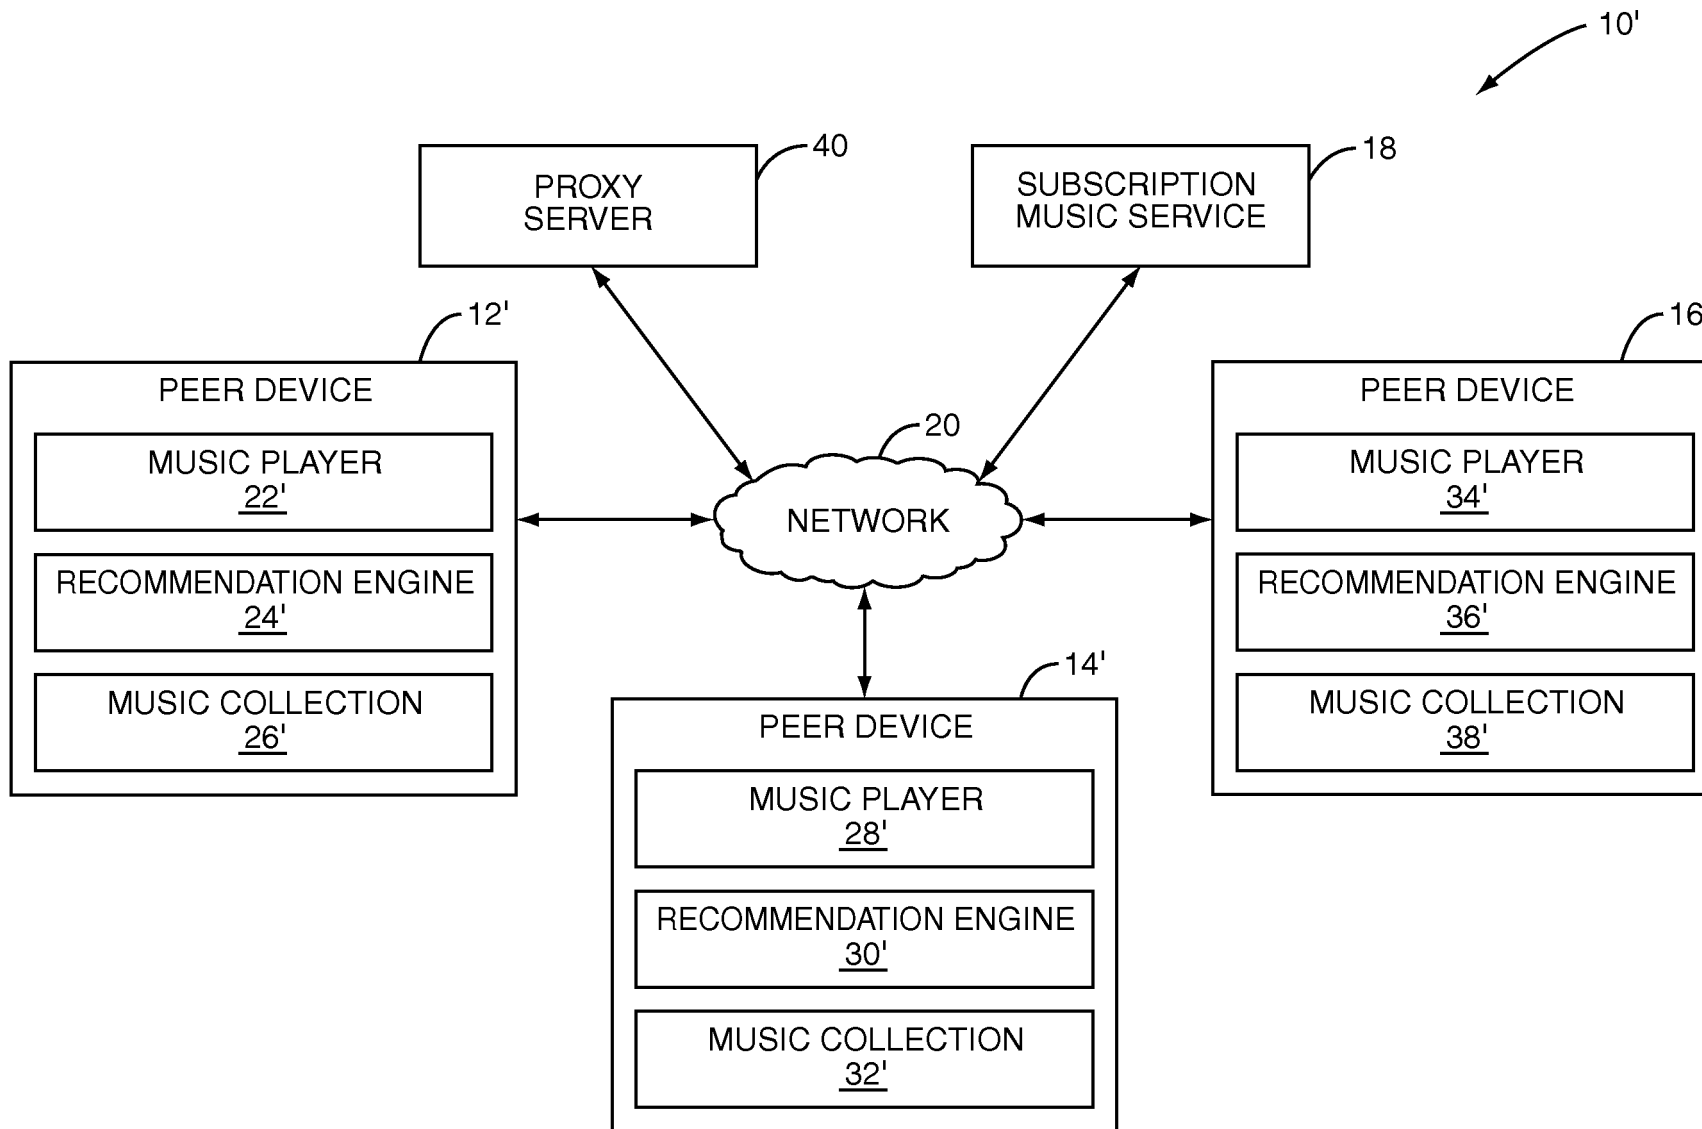 10'
40
18
PROXY
SERVER
SUBSCRIPTION
MUSIC SERVICE
12'
16
PEER DEVICE
MUSIC PLAYER
22'
RECOMMENDATION ENGINE
24'
MUSIC COLLECTION
26'
20
NETWORK
PEER DEVICE
MUSIC PLAYER
34'
RECOMMENDATION ENGINE
36'
MUSIC COLLECTION
38'
14'
PEER DEVICE
MUSIC PLAYER
28'
RECOMMENDATION ENGINE
30'
MUSIC COLLECTION
32'